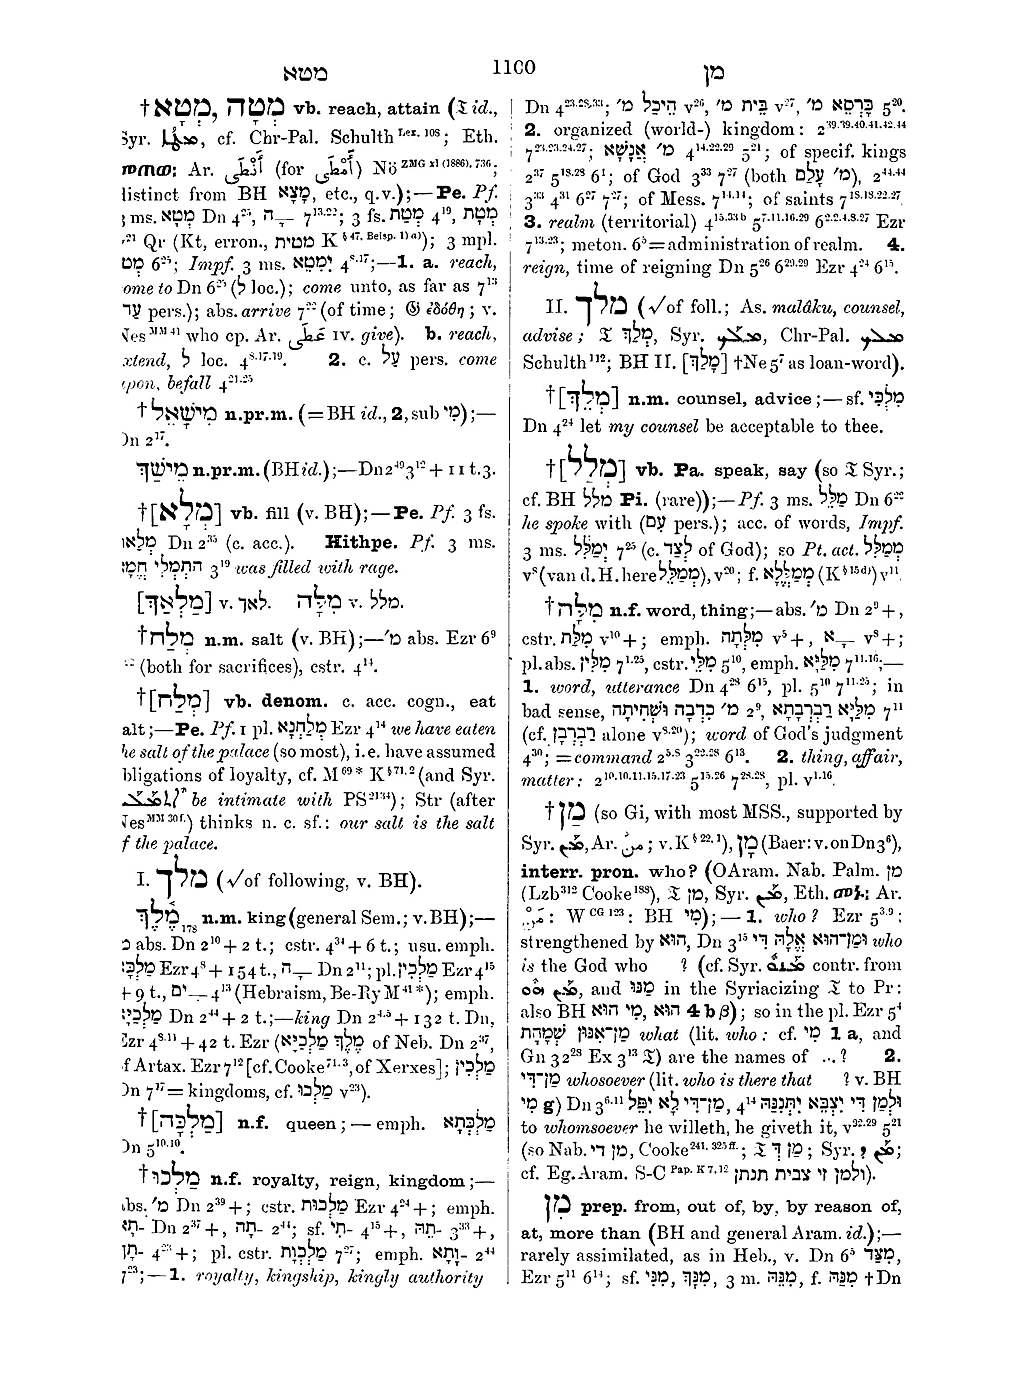 מטא 1100 מן
†מְטָא, מְטָה vb. reach, attain (𝔗 id.,
Syr. ܡܛܳܐ, cf. Chr-Pal. Schulth Lex. 108; Eth.
Ar. (for ) Nö ZMG xl (1886), 736;
distinct from BH מָצָא, etc., q.v.);—Pe. Pf.
3 ms. מְטָא Dn 4²⁵, ה‍ָ— 7¹³·²²; 3 fs. מְטָת 4¹⁹, מְטָת
²¹ Qr (Kt, erron., מטית K § 47, Beisp. 1) a)); 3 mpl.
מְטוֹ 6²⁵; Impf. 3 ms. יִמְטֵא 4⁸·¹⁷;—1. a. reach,
ome to Dn 6²⁵ (לְ loc.); come unto, as far as 7¹³
עַד pers.); abs. arrive 7²² (of time; 𝔊 ἐδόθη; v.
Nes MM 41 who cp. Ar. IV. give). b. reach,
xtend, לְ loc. 4⁸·¹⁷·¹⁹. 2. c. עַל pers. come
upon, befall 4²¹·²⁵
†מִישָׁאֵל n.pr.m. (= BH id., 2, sub מִי);—
Dn 2¹⁷.
מֵישַׁךְ n.pr.m. (BH id.);—Dn 2⁴⁹ 3¹² + 11 t. 3.
†[מְלָא] vb. fill (v. BH);—Pe. Pf. 3 fs.
מְלָאת Dn 2³⁵ (c. acc.). Hithpe. Pf. 3 ms.
הִתְמְלִי חֱמָא 3¹⁹ was filled with rage.
[מַלְאַךְ] v. לאך. מִלָּה v. מלל.
†מְלַח n.m. salt (v. BH);—מ׳ abs. Ezr 6⁹
²² (both for sacrifices), cstr. 4¹⁴.
†[מְלַח] vb. denom. c. acc. cogn., eat
alt;—Pe. Pf. 1 pl. מְלַחְנָא Ezr 4¹⁴ we have eaten
he salt of the palace (so most), i.e. have assumed
bligations of loyalty, cf. M 69* K § 71, 2 (and Syr.
be intimate with PS 2134); Str (after
Nes MM 30 f.) thinks n. c. sf.: our salt is the salt
f the palace.
I. מלך (√ of following, v. BH).
מֶלֶךְ 178 n.m. king (general Sem.; v. BH);—
מ׳ abs. Dn 2¹⁰ + 2 t.; cstr. 4³⁴ + 6 t.; usu. emph.
מַלְכָּא Ezr 4⁸ + 154 t., ה‍ָ— Dn 2¹¹; pl. מַלְכִין Ezr 4¹⁵
+ 9 t., ים‍ִ— 4¹³ (Hebraism, Be-Ry M 41*); emph.
מַלְכַיָּא Dn 2⁴⁴ + 2 t.;—king Dn 2⁴·⁵ + 132 t. Dn,
Ezr 4⁸·¹¹ + 42 t. Ezr (מֶלֶךְ מַלְכַיָּא of Neb. Dn 2³⁷,
f Artax. Ezr 7¹² [cf. Cooke 71. 3, of Xerxes]; מַלְכִין
Dn 7¹⁷ = kingdoms, cf. מַלְכוּ v²³).
†[מַלְכָּה] n.f. queen;—emph. מַלְכְּתָא
Dn 5¹⁰·¹⁰.
†מַלְכוּ n.f. royalty, reign, kingdom;—
abs. מ׳ Dn 2³⁹ +; cstr. מַלְכוּת Ezr 4²⁴ +; emph.
תָא- Dn 2³⁷ +, תָה- 2⁴⁴; sf. תִי- 4¹⁵ +, תֵהּ- 3³³ +,
תָךְ- 4²³ +; pl. cstr. מַלְכְוָת 7²⁷; emph. וָתָא- 2⁴⁴
7²³;—1. royalty, kingship, kingly authority
Dn 4²³·²⁸·³³; הֵיכַל מ׳ v²⁶, בֵּית מ׳ v²⁷, כָּרְסֵא מ׳ 5²⁰.
2. organized (world-) kingdom: 2³⁹·³⁹·⁴⁰·⁴¹·⁴²·⁴⁴
7²³·²³·²⁴·²⁷; מ׳ אֲנָשָׁא 4¹⁴·²²·²⁹ 5²¹; of specif. kings
2³⁷ 5¹⁸·²⁸ 6¹; of God 3³³ 7²⁷ (both מ׳ עָלַם), 2⁴⁴·⁴⁴
3³³ 4³¹ 6²⁷ 7²⁷; of Mess. 7¹⁴·¹⁴; of saints 7¹⁸·¹⁸·²²·²⁷.
3. realm (territorial) 4¹⁵·³³ᵇ 5⁷·¹¹·¹⁶·²⁹ 6²·²·⁴·⁸·²⁷ Ezr
7¹³·²³; meton. 6⁵ = administration of realm. 4.
reign, time of reigning Dn 5²⁶ 6²⁹·²⁹ Ezr 4²⁴ 6¹⁵.
II. מלך (√ of foll.; As. malâku, counsel,
advise; 𝔗 מְלַךְ, Syr. ܡܠܟ, Chr-Pal. ܡܠܟ
Schulth 112; BH II. [מָלַךְ] †Ne 5⁷ as loan-word).
†[מְלַךְ] n.m. counsel, advice;—sf. מִלְכִּי
Dn 4²⁴ let my counsel be acceptable to thee.
†[מְלַל] vb. Pa. speak, say (so 𝔗 Syr.;
cf. BH מלל Pi. (rare));—Pf. 3 ms. מַלִּל Dn 6²²
he spoke with (עִם pers.); acc. of words, Impf.
3 ms. יְמַלִּל 7²⁵ (c. לְצַד of God); so Pt. act. מְמַלִּל
v⁸ (van d. H. here מְמַלֵּל), v²⁰; f. מְמַלֱּלָא (K § 15 d)) v¹¹.
†מִלָּה n.f. word, thing;—abs. מ׳ Dn 2⁹ +,
cstr. מִלַּת v¹⁰ +; emph. מִלְּתָה v⁵ +, א‍ָ— v⁸ +;
pl. abs. מִלִּין 7¹·²⁵, cstr. מִלֵּי 5¹⁰, emph. מִלַּיָּא 7¹¹·¹⁶;—
1. word, utterance Dn 4²⁸ 6¹⁵, pl. 5¹⁰ 7¹¹·²⁵; in
bad sense, מ׳ כִדְבָה וּשְׁחִיתָה 2⁹, מִלַּיָּא רַבְרְבָתָא 7¹¹
(cf. רַבְרְבָן alone v⁸·²⁰); word of God's judgment
4³⁰; = command 2⁵·⁸ 3²²·²⁸ 6¹³. 2. thing, affair,
matter: 2¹⁰·¹⁰·¹¹·¹⁵·¹⁷·²³ 5¹⁵·²⁶ 7²⁸·²⁸, pl. v¹·¹⁶.
†מַן (so Gi, with most MSS., supported by
Syr. ܡܰܢ, Ar. مَنْ; v. K § 22. 1), מָן (Baer: v. on Dn 3⁶),
interr. pron. who? (OAram. Nab. Palm. מן
(Lzb 312 Cooke 188), 𝔗 מַן, Syr. ܡܰܢ, Eth. Ar.
مَنْ: W CG 123: BH מִי);—1. who? Ezr 5³·⁹;
strengthened by הוּא, Dn 3¹⁵ וּמַן־הוּא אֱלָהּ דִּי who
is the God who ? (cf. Syr. ܡܰܢܽܘ contr. from
ܡܰܢ ܗܽܘ, and מַנּוּ in the Syriacizing 𝔗 to Pr:
also BH מִי הוּא, הוּא 4 b β); so in the pl. Ezr 5⁴
מַן־אִנּוּן שְׁמָהָת what (lit. who: cf. מִי 1 a, and
Gn 32²⁸ Ex 3¹³ 𝔗) are the names of ..? 2.
מַן־דִּי whosoever (lit. who is there that ? v. BH
מִי g) Dn 3⁶·¹¹ מַן־דִּי לָא יִפֵּל, 4¹⁴ וּלְמַן דִּי יִצְבֵּא יִתְּנִנַּהּ
to whomsoever he willeth, he giveth it, v²²·²⁹ 5²¹
(so Nab. מן די, Cooke 241. 325 ff.; 𝔗 מַן דְּ; Syr. ܡܰܢ ܕ;
cf. Eg. Aram. S-C Pap. K 7, 12 ולמן זי צבית תנתן).
מִן prep. from, out of, by, by reason of,
at, more than (BH and general Aram. id.);—
rarely assimilated, as in Heb., v. Dn 6⁵ מִצַּד,
Ezr 5¹¹ 6¹⁴; sf. מִנִּי, מִנָּךְ, 3 m. מִנֵּהּ, f. מִנַּהּ †Dn